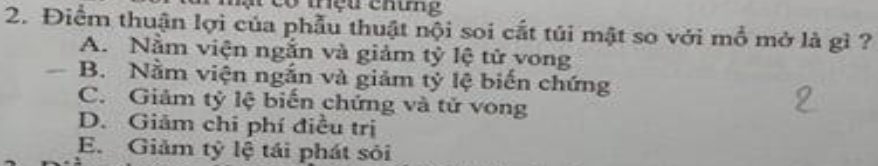 triệu chứng
2. Điểm thuận lợi của phẫu thuật nội soi cắt túi mật so với mổ mở là gì ?
A. Nằm viện ngắn và giảm tỷ lệ tử vong
B. Nằm viện ngắn và giảm tỷ lệ biến chứng
C. Giảm tỷ lệ biến chứng và tử vong
D. Giảm chi phí điều trị
E. Giảm tỷ lệ tái phát sỏi
2